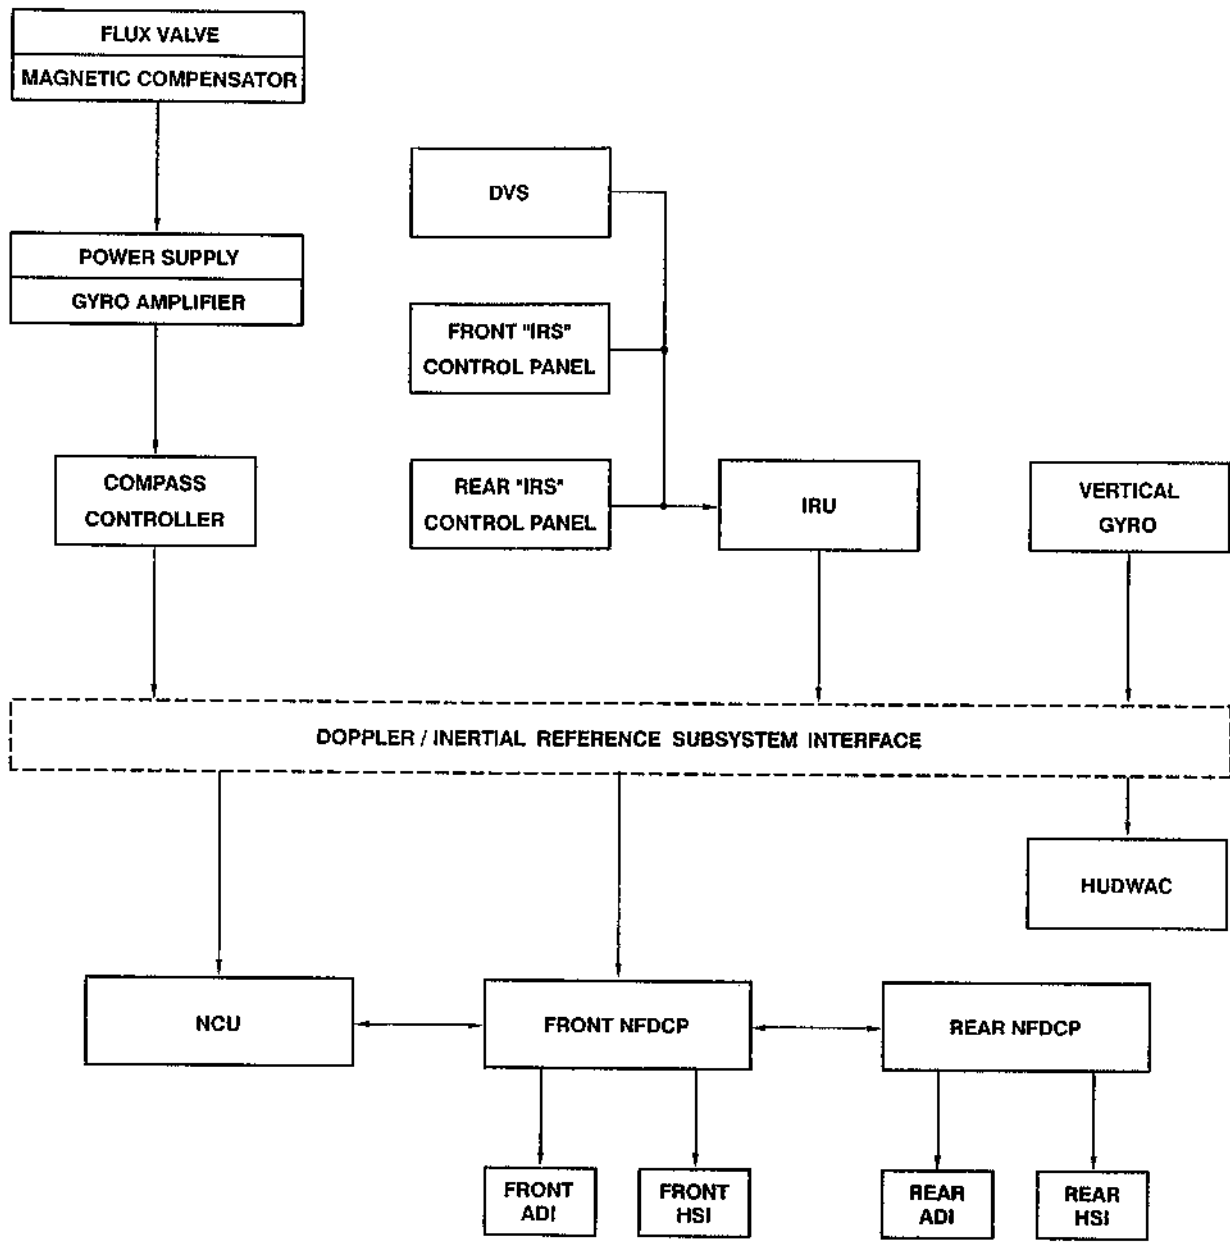 FLUX VALVE
MAGNETIC COMPENSATOR
DVS
POWER SUPPLY
GYRO AMPLIFIER
FRONT "IRS"
CONTROL PANEL
COMPASS
CONTROLLER
REAR "IRS"
CONTROL PANEL
IRU
VERTICAL
GYRO
DOPPLER / INERTIAL REFERENCE SUBSYSTEM INTERFACE
HUDWAC
NCU
FRONT NFDCP
REAR NFDCP
FRONT
ADI
FRONT
HSI
REAR
ADI
REAR
HSI